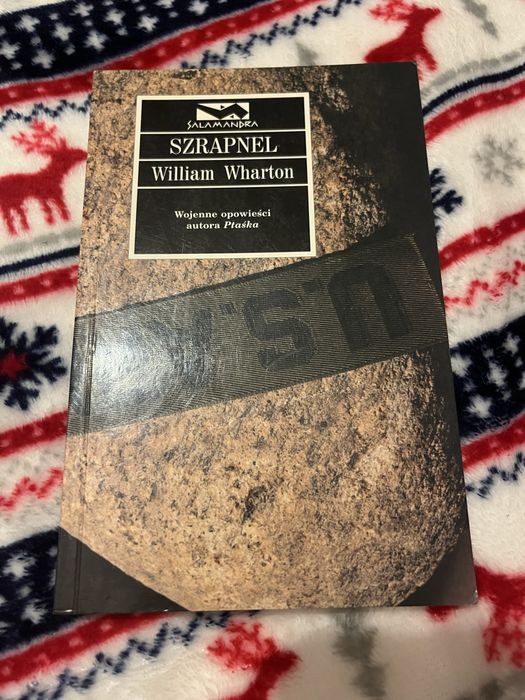 SALAMANDRA
SZRAPNEL
William Wharton
Wojenne opowieści
autora Ptaśka
U.S.A